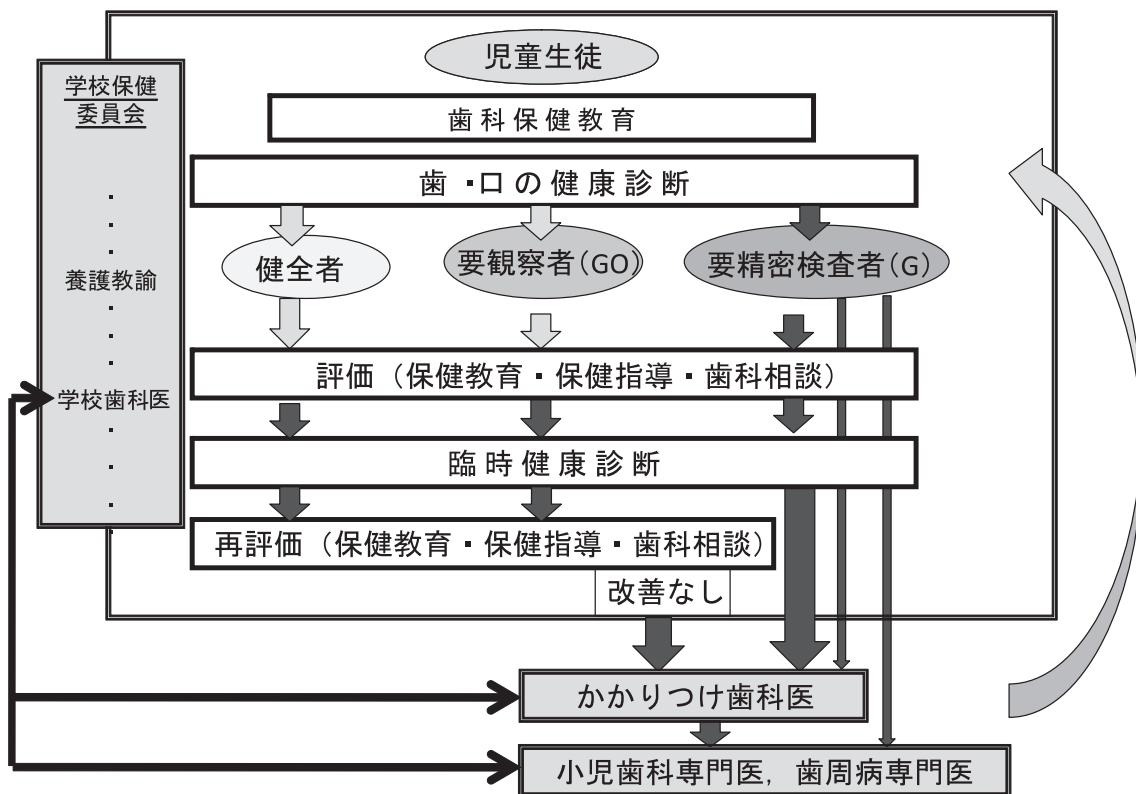 児童生徒
学校保健
委員会
歯科保健教育
歯・口の健康診断
健全者
要観察者(GO)
要精密検査者(G)
養護教諭
評価（保健教育・保健指導・歯科相談）
学校歯科医
臨時健康診断
再評価（保健教育・保健指導・歯科相談）
改善なし
かかりつけ歯科医
小児歯科専門医，歯周病専門医